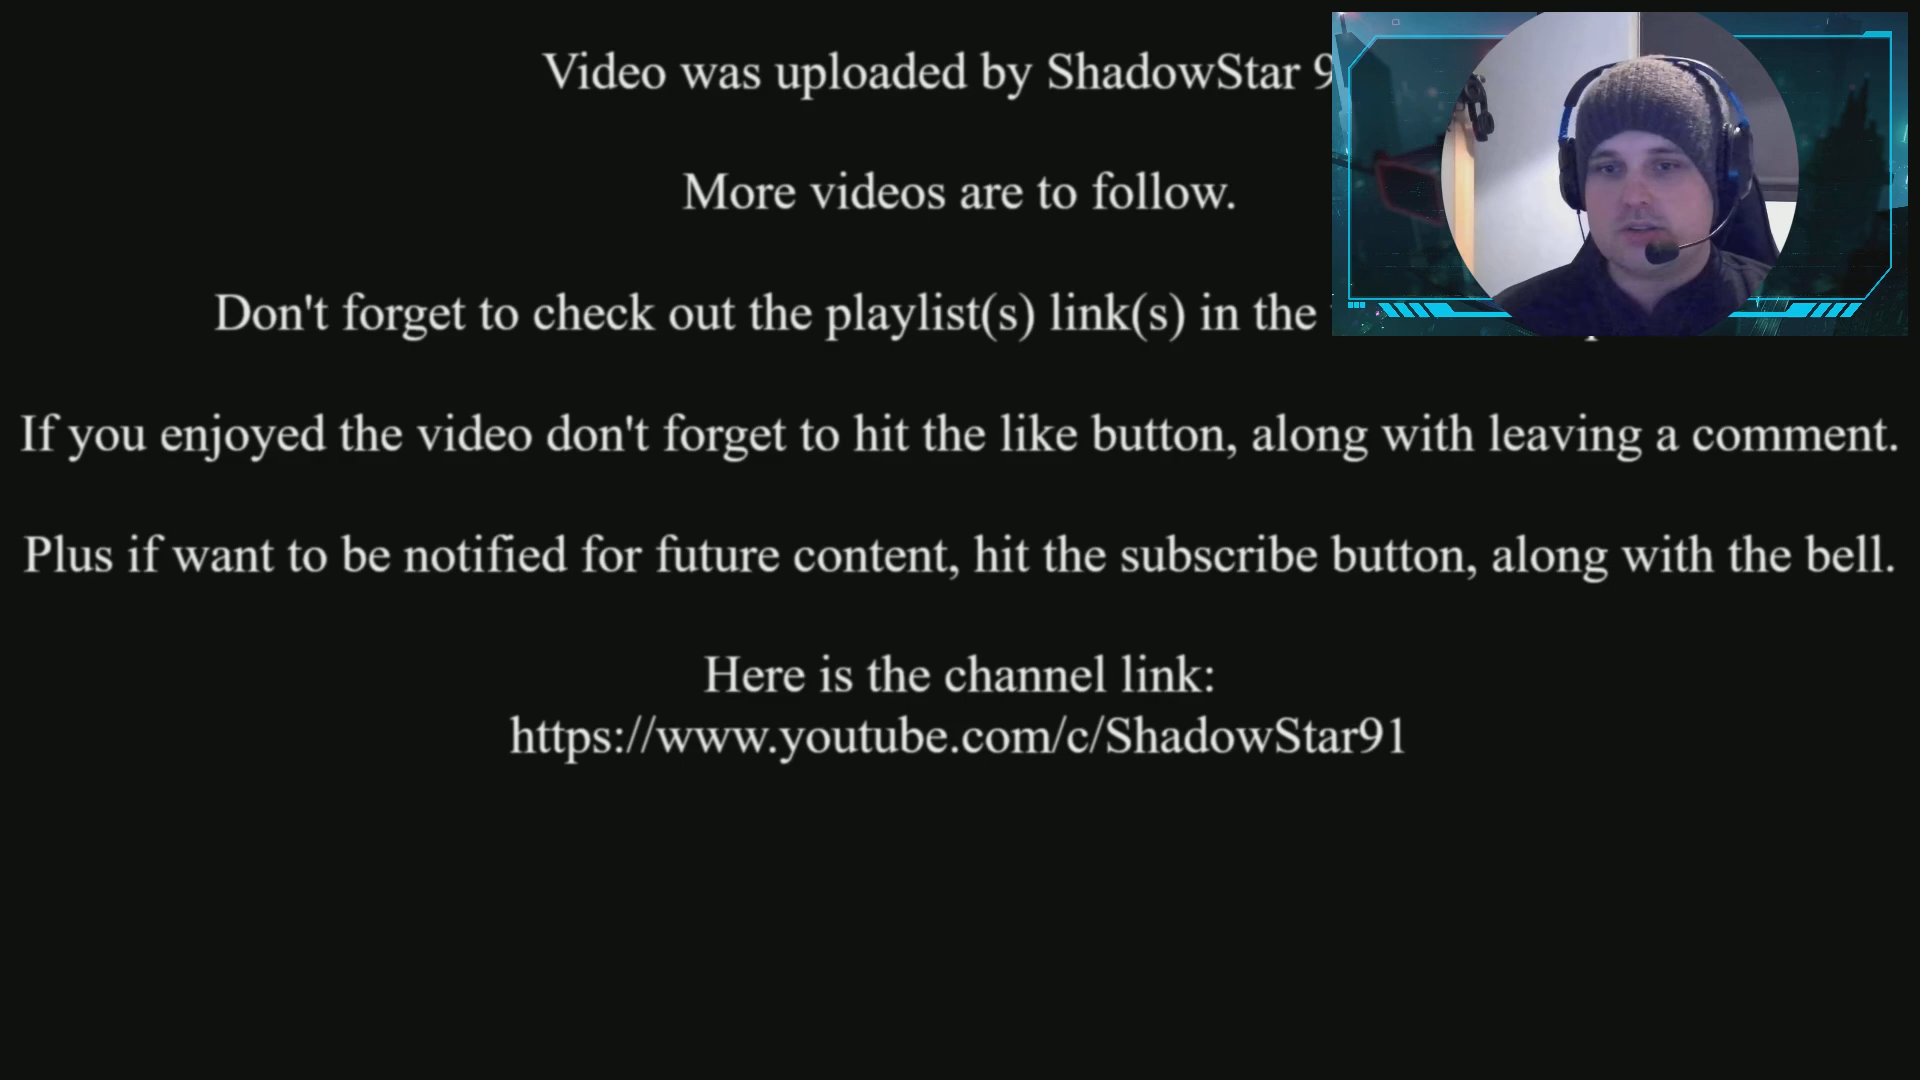 Video was uploaded by ShadowStar 9
More videos are to follow.
Don't forget to check out the playlist(s) link(s) in the
If you enjoyed the video don't forget to hit the like button, along with leaving a comment.
Plus if want to be notified for future content, hit the subscribe button, along with the bell.
Here is the channel link:
https://www.youtube.com/c/ShadowStar91